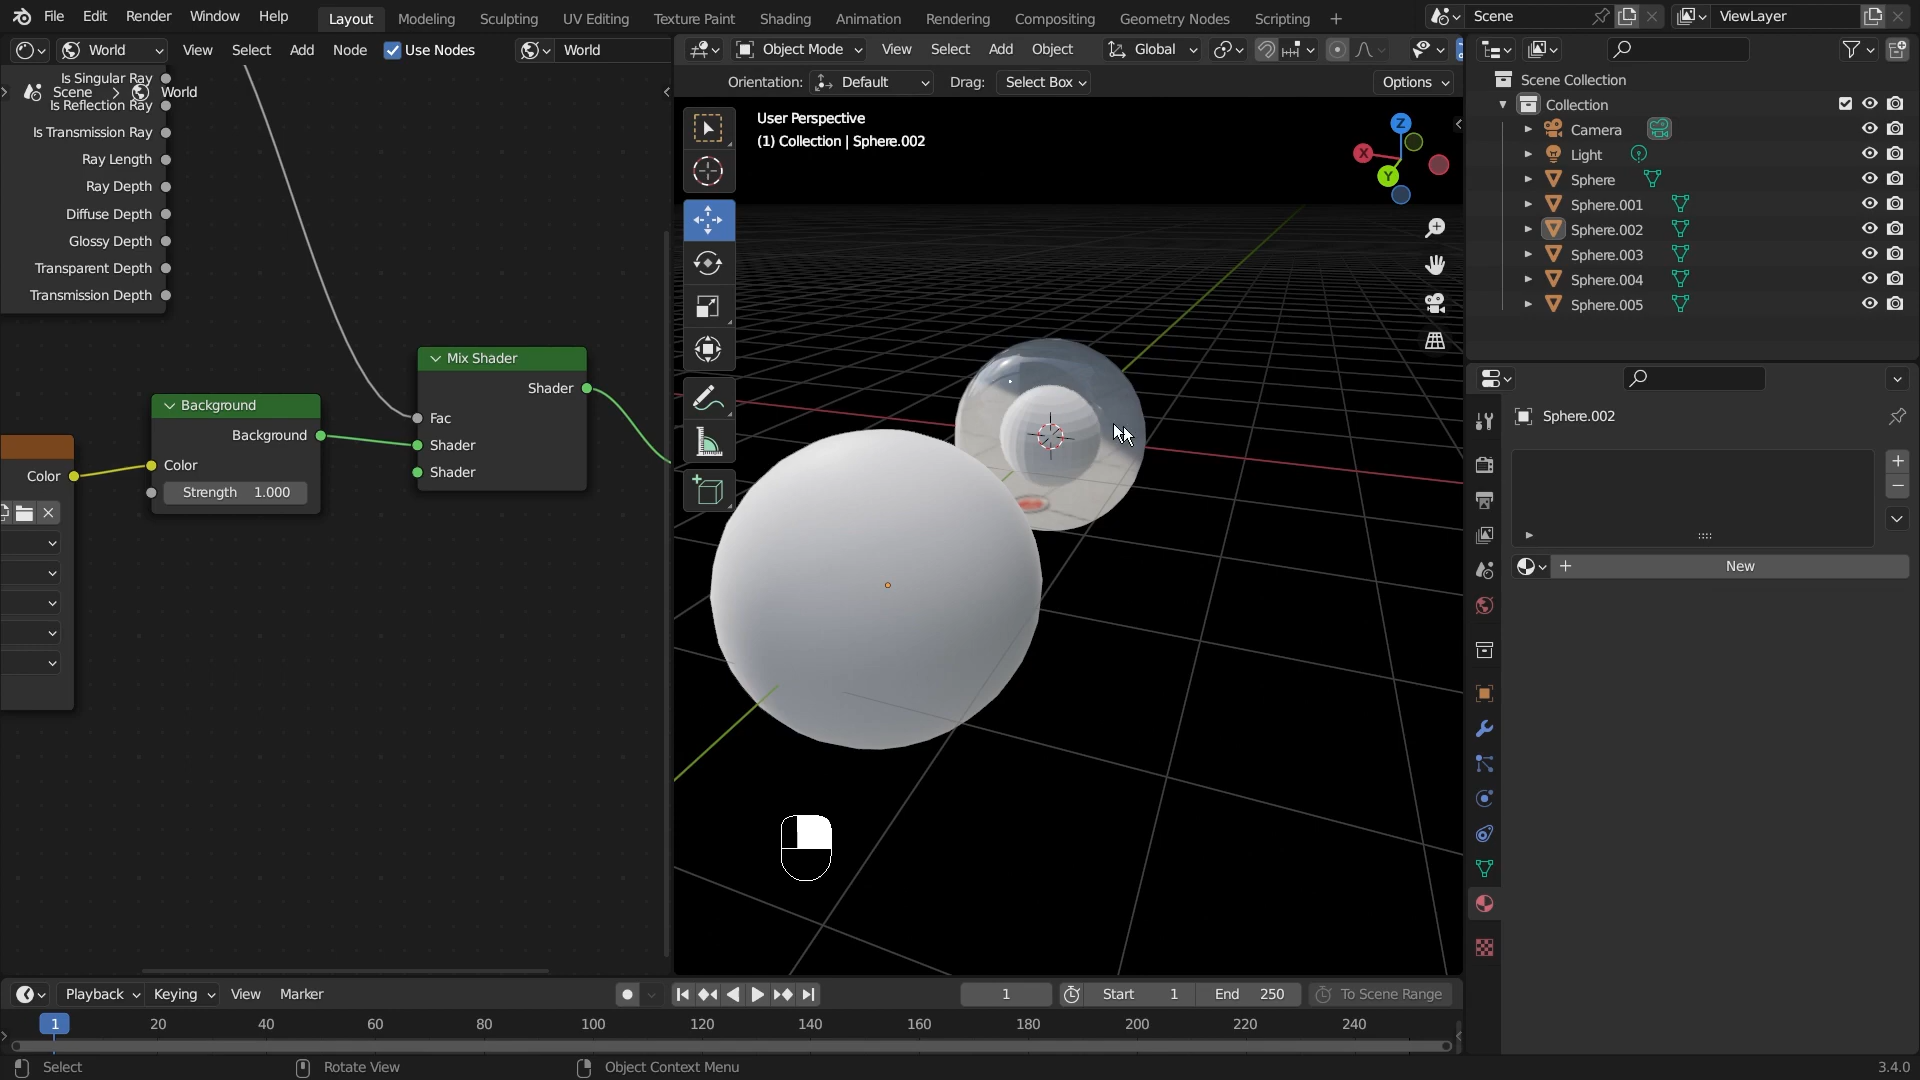 File Edit Render Window Help Layout Modeling Sculpting UV Editing Texture Paint Shading Animation Rendering Compositing Geometry Nodes Scripting + Scene ViewLayer
World View Select Add Node Use Nodes World
Object Mode View Select Add Object Global
Orientation: Default Drag: Select Box Options
Is Singular Ray
Scene > World
Is Reflection Ray
Is Transmission Ray
Ray Length
Ray Depth
Diffuse Depth
Glossy Depth
Transparent Depth
Transmission Depth
Mix Shader
Shader
Fac
Shader
Shader
Background
Background
Color
Strength 1.000
Color
User Perspective
(1) Collection | Sphere.002
Z
X
Y
Scene Collection
Collection
Camera
Light
Sphere
Sphere.001
Sphere.002
Sphere.003
Sphere.004
Sphere.005
Sphere.002
New
Playback Keying View Marker 1 Start 1 End 250 To Scene Range
1 20 40 60 80 100 120 140 160 180 200 220 240
Select Rotate View Object Context Menu 3.4.0